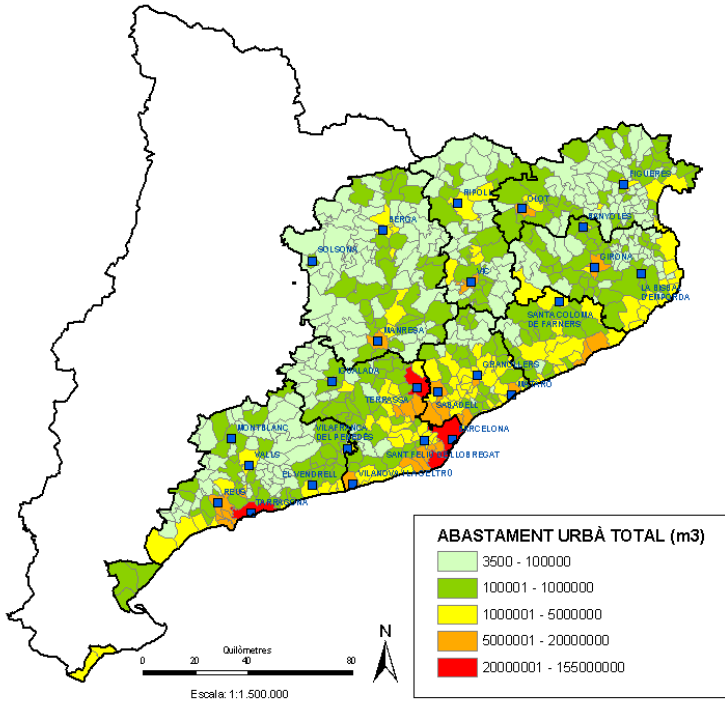 FIGUERES
RIPOLL
OLOT
BANYOLES
BERGA
SOLSONA
VIC
GIRONA
LA BISBAL
D'EMPORDA
SANTA COLOMA
DE FARNERS
MANRESA
IGUALADA
GRANOLLERS
TERRASSA
SABADELL
MATARÓ
MONTBLANC
VILAFRANCA
DEL PENEDÈS
BARCELONA
VALLS
SANT FELIU DE LLOBREGAT
EL VENDRELL
VILANOVA I LA GELTRÚ
REUS
TARRAGONA
ABASTAMENT URBÀ TOTAL (m3)
3500 - 100000
100001 - 1000000
1000001 - 5000000
5000001 - 20000000
20000001 - 155000000
N
Quilòmetres
0 20 40 80
Escala: 1:1.500.000